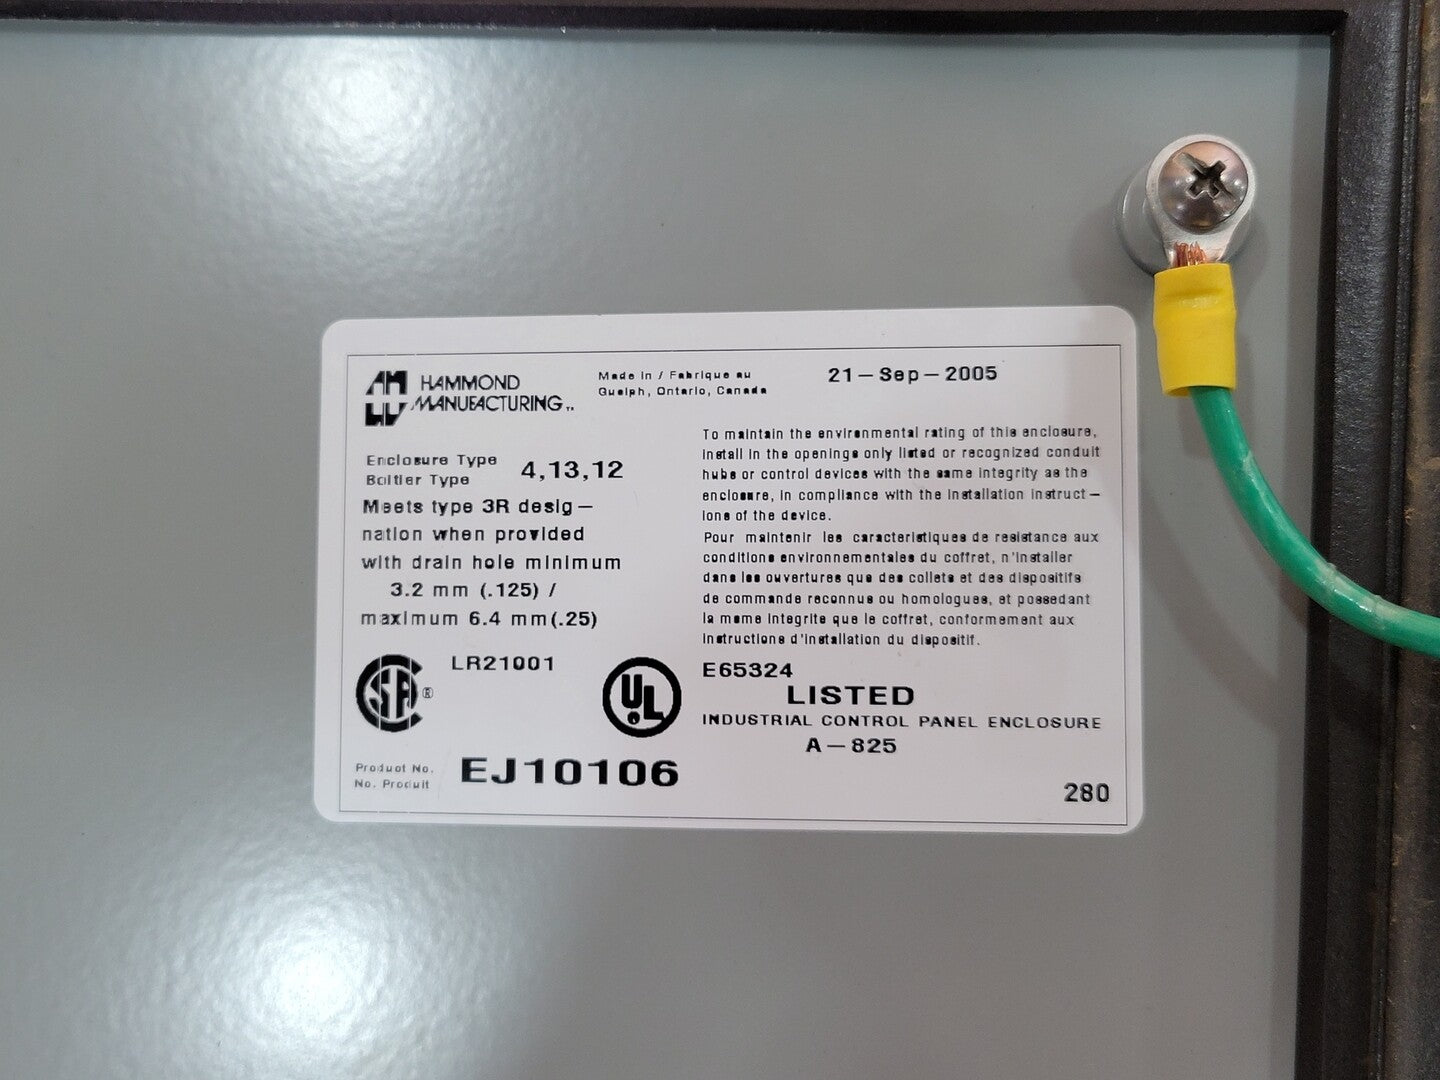 HAMMOND
MANUFACTURING™
Made in / Fabrique au
Guelph, Ontario, Canada
21-Sep-2005
Enclosure Type
Boitier Type
4,13,12
Meets type 3R desig-
nation when provided
with drain hole minimum
3.2 mm (.125) /
maximum 6.4 mm(.25)
To maintain the environmental rating of this enclosure,
install in the openings only listed or recognized conduit
hubs or control devices with the same integrity as the
enclosure, in compliance with the installation instruct-
ions of the device.
Pour maintenir les caracteristiques de resistance aux
conditions environnementales du coffret, n'installer
dans les ouvertures que des collets et des dispositifs
de commande reconnus ou homologues, et possedant
la meme integrite que le coffret, conformement aux
instructions d'installation du dispositif.
CSA®
LR21001
UL
E65324
LISTED
INDUSTRIAL CONTROL PANEL ENCLOSURE
A-825
Product No.
No. Produit
EJ10106
280